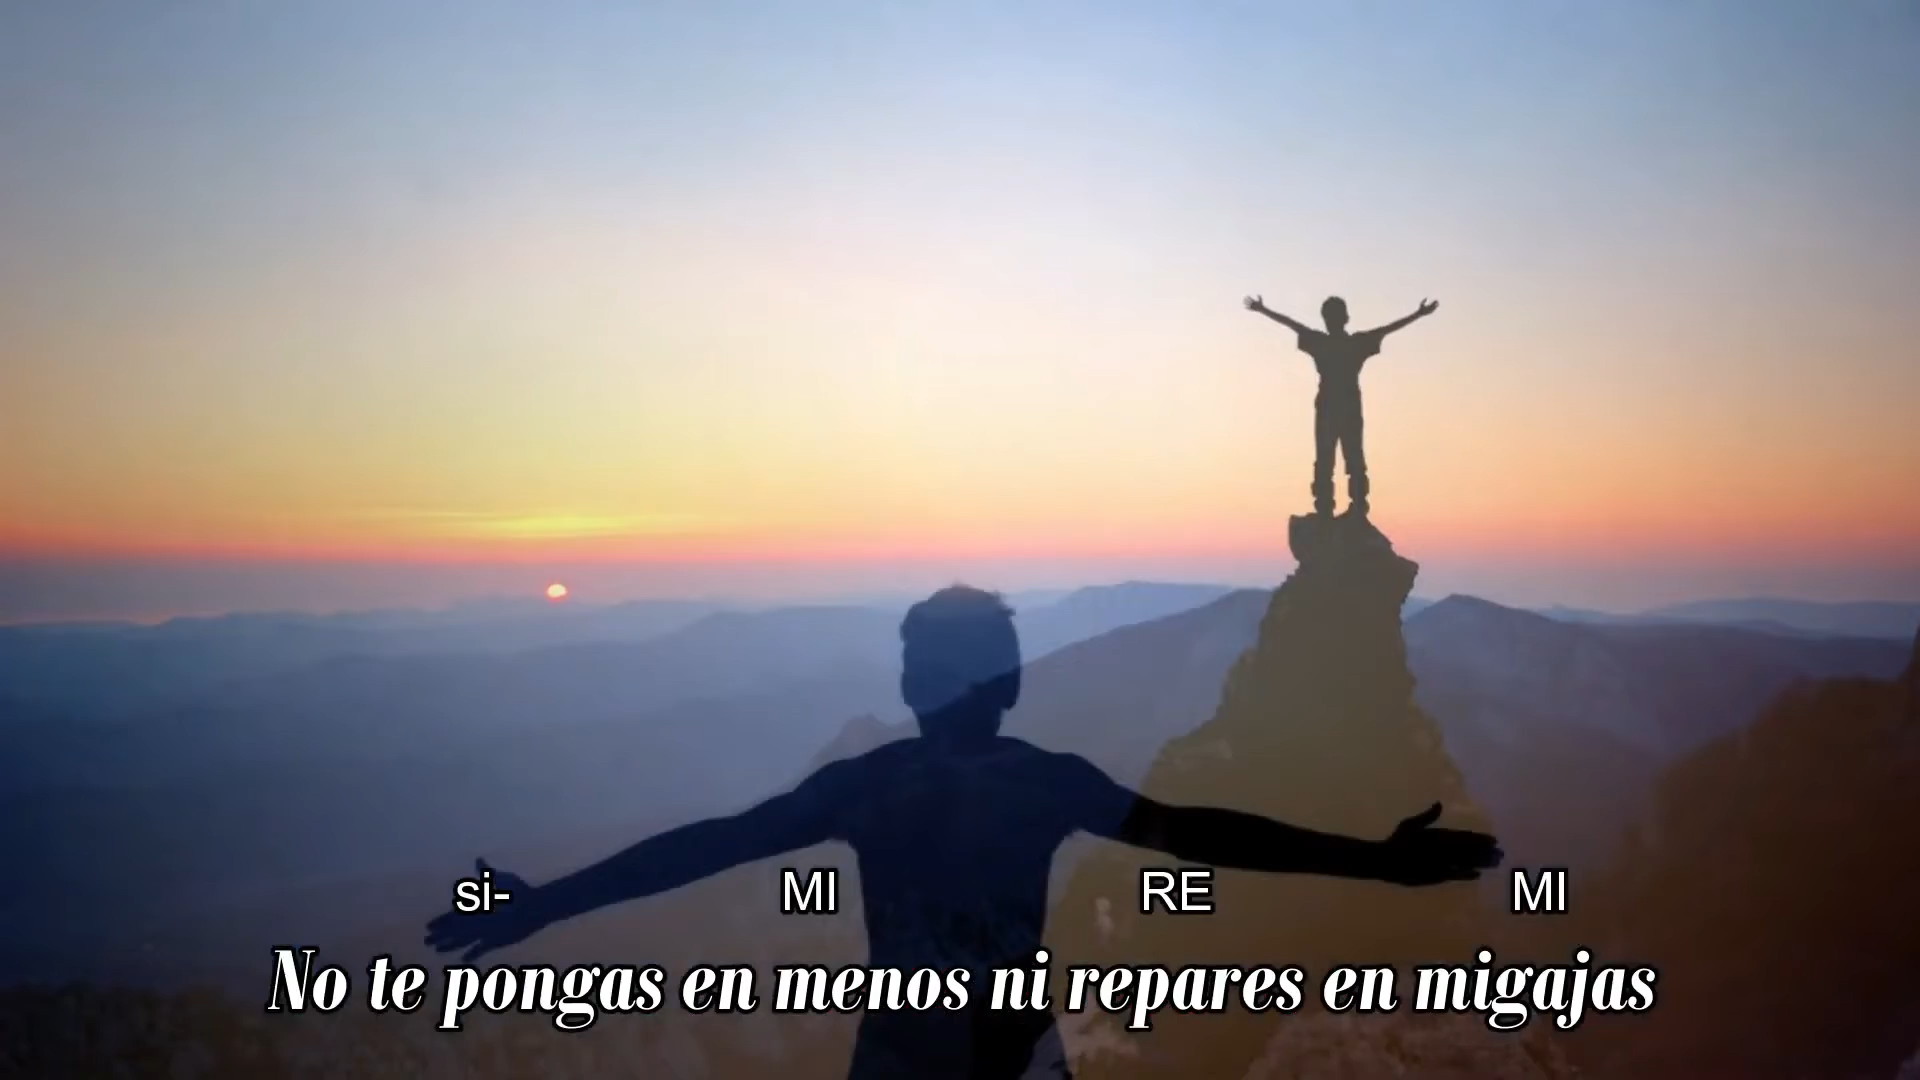 si- MI RE MI
No te pongas en menos ni repares en migajas